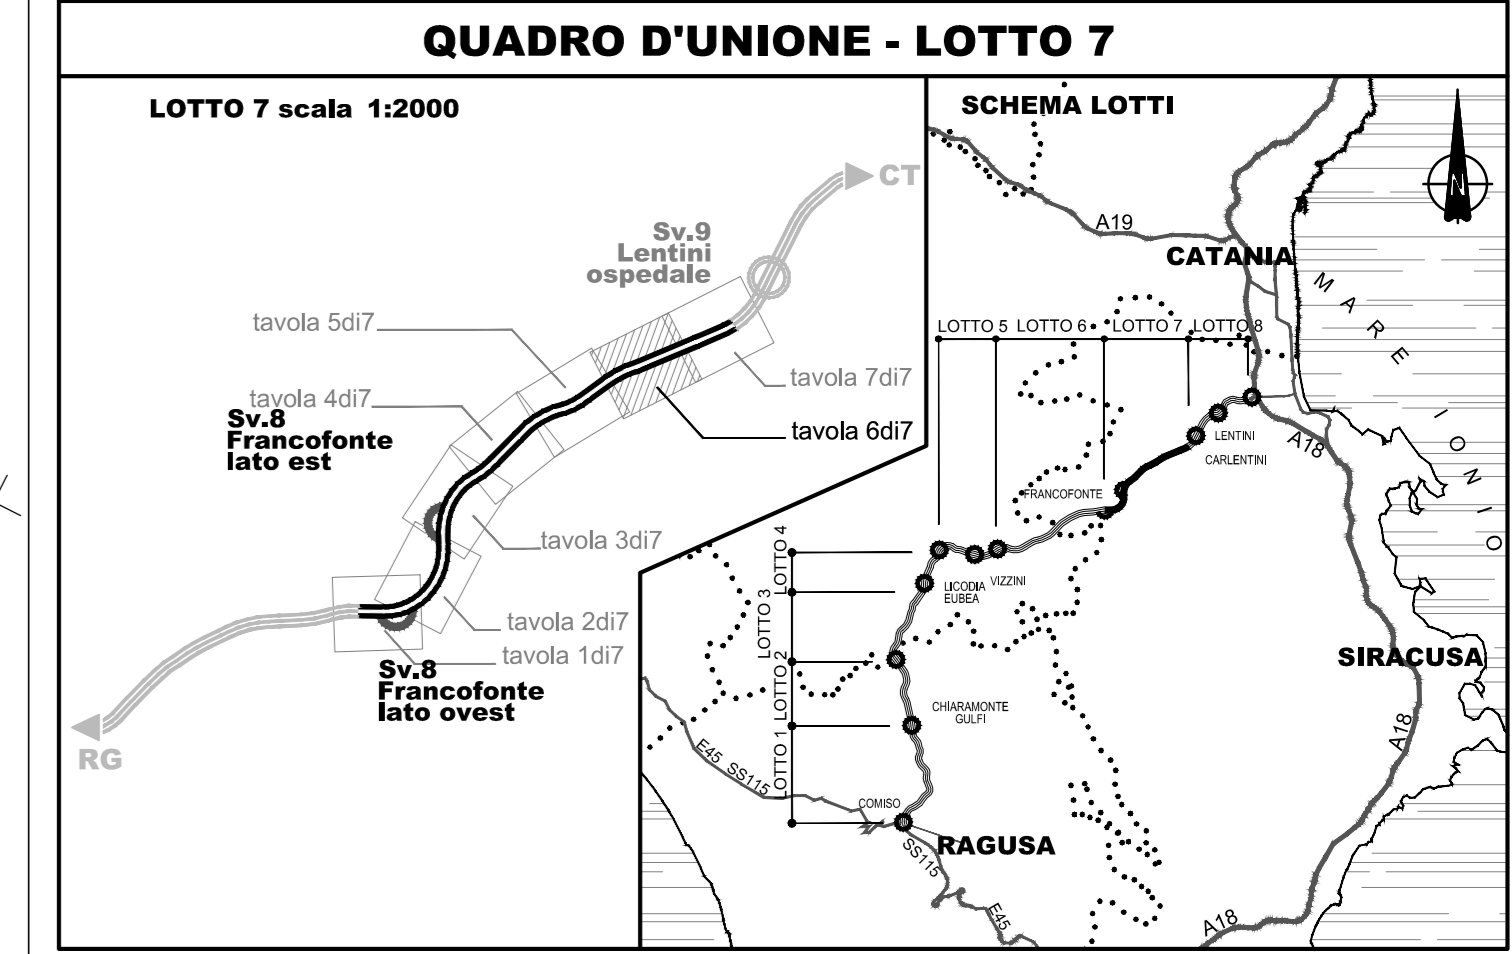 QUADRO D'UNIONE - LOTTO 7
LOTTO 7 scala 1:2000
CT
Sv.9
Lentini
ospedale
tavola 5di7
tavola 7di7
tavola 4di7
Sv.8
Francofonte
lato est
tavola 6di7
tavola 3di7
tavola 2di7
tavola 1di7
Sv.8
Francofonte
lato ovest
RG
SCHEMA LOTTI
N
A19
CATANIA
MARE IONIO
LOTTO 5
LOTTO 6
LOTTO 7
LOTTO 8
LENTINI
CARLENTINI
A18
FRANCOFONTE
LOTTO 4
LOTTO 3
LOTTO 2
LOTTO 1
VIZZINI
LICODIA
EUBEA
SIRACUSA
CHIARAMONTE
GULFI
A18
E45 SS115
COMISO
RAGUSA
SS115
E45
A18